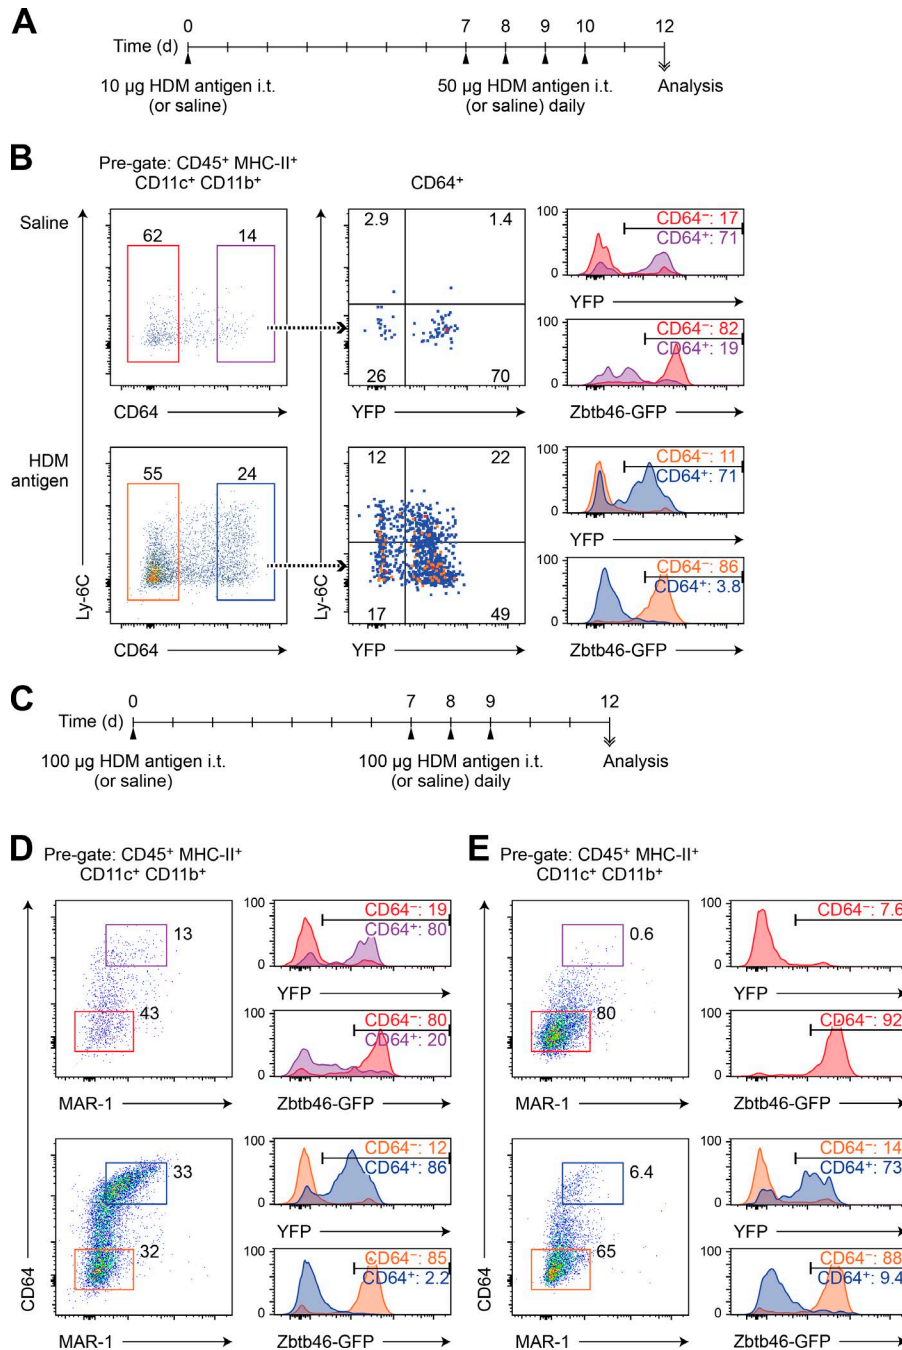 A
0 7 8 9 10 12
Time (d)
10 µg HDM antigen i.t. 50 µg HDM antigen i.t. Analysis
(or saline) (or saline) daily
B
Pre-gate: CD45⁺ MHC-II⁺
CD11c⁺ CD11b⁺ CD64⁺
Saline
62 14
2.9 1.4
26 70
100
CD64⁻: 17
CD64⁺: 71
0
YFP
100
CD64⁻: 82
CD64⁺: 19
0
CD64 YFP Zbtb46-GFP
HDM
antigen
55 24
12 22
17 49
100
CD64⁻: 11
CD64⁺: 71
0
YFP
100
CD64⁻: 86
CD64⁺: 3.8
0
Ly-6C Ly-6C
CD64 YFP Zbtb46-GFP
C
0 7 8 9 12
Time (d)
100 µg HDM antigen i.t. 100 µg HDM antigen i.t. Analysis
(or saline) (or saline) daily
D
Pre-gate: CD45⁺ MHC-II⁺
CD11c⁺ CD11b⁺
13
43
100
CD64⁻: 19
CD64⁺: 80
0
YFP
100
CD64⁻: 80
CD64⁺: 20
0
MAR-1 Zbtb46-GFP
33
32
100
CD64⁻: 12
CD64⁺: 86
0
YFP
100
CD64⁻: 85
CD64⁺: 2.2
0
CD64
MAR-1 Zbtb46-GFP
E
Pre-gate: CD45⁺ MHC-II⁺
CD11c⁺ CD11b⁺
0.6
80
100
CD64⁻: 7.6
0
YFP
100
CD64⁻: 92
0
MAR-1 Zbtb46-GFP
6.4
65
100
CD64⁻: 14
CD64⁺: 73
0
YFP
100
CD64⁻: 88
CD64⁺: 9.4
0
CD64
MAR-1 Zbtb46-GFP